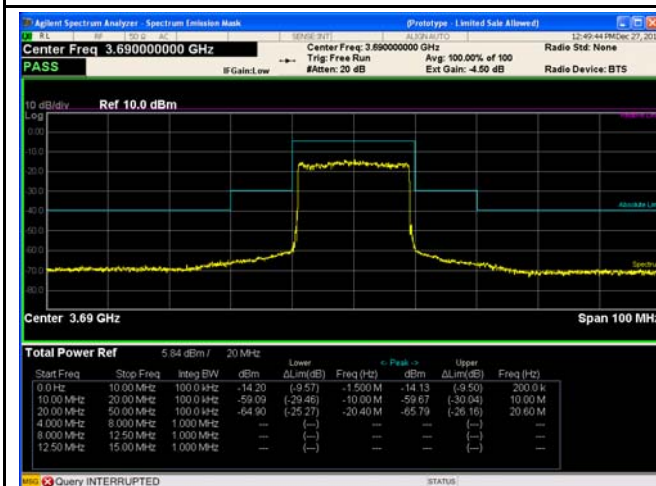 Agilent Spectrum Analyzer - Spectrum Emission Mask (Prototype - Limited Sale Allowed)
RL RF 50 Ω AC SENSE:INT ALIGN AUTO 12:49:44 PM Dec 27, 201
Center Freq 3.690000000 GHz Center Freq: 3.690000000 GHz Radio Std: None
PASS Trig: Free Run Avg: 100.00% of 100
IFGain:Low #Atten: 20 dB Ext Gain: -4.50 dB Radio Device: BTS
10 dB/div Ref 10.0 dBm
Log
Relative Lim
0.00
-10.0
-20.0
-30.0
-40.0
Absolute Lim
-50.0
-60.0
-70.0
Spectru
-80.0
Center 3.69 GHz Span 100 MHz
Total Power Ref 5.84 dBm / 20 MHz
Lower <- Peak -> Upper
Start Freq Stop Freq Integ BW dBm ΔLim(dB) Freq (Hz) dBm ΔLim(dB) Freq (Hz)
0.0 Hz 10.00 MHz 100.0 kHz -14.20 (-9.57) -1.500 M -14.13 (-9.50) 200.0 k
10.00 MHz 20.00 MHz 100.0 kHz -59.09 (-29.46) -10.00 M -59.67 (-30.04) 10.00 M
20.00 MHz 50.00 MHz 100.0 kHz -64.90 (-25.27) -20.40 M -65.79 (-26.16) 20.60 M
4.000 MHz 8.000 MHz 1.000 MHz --- (---) --- --- (---) ---
8.000 MHz 12.50 MHz 1.000 MHz --- (---) --- --- (---) ---
12.50 MHz 15.00 MHz 1.000 MHz --- (---) --- --- (---) ---
MSG Query INTERRUPTED STATUS